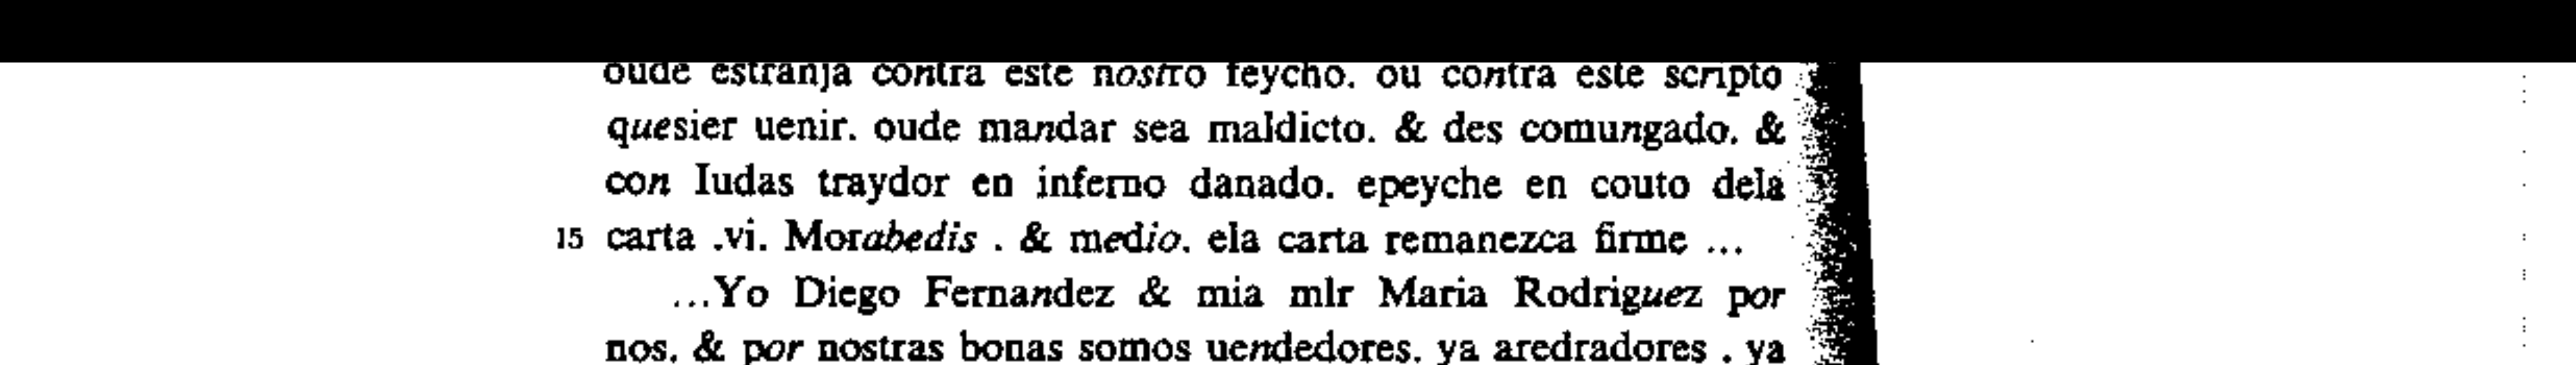 oude estranja contra este nostro feycho. ou contra este scripto
quesier uenir. oude mandar sea maldicto. & des comungado. &
con Iudas traydor en inferno danado. epeyche en couto dela
15 carta .vi. Morabedis . & medio. ela carta remanezca firme ...
...Yo Diego Fernandez & mia mlr Maria Rodriguez por
nos. & por nostras bonas somos uendedores. ya aredradores . ya